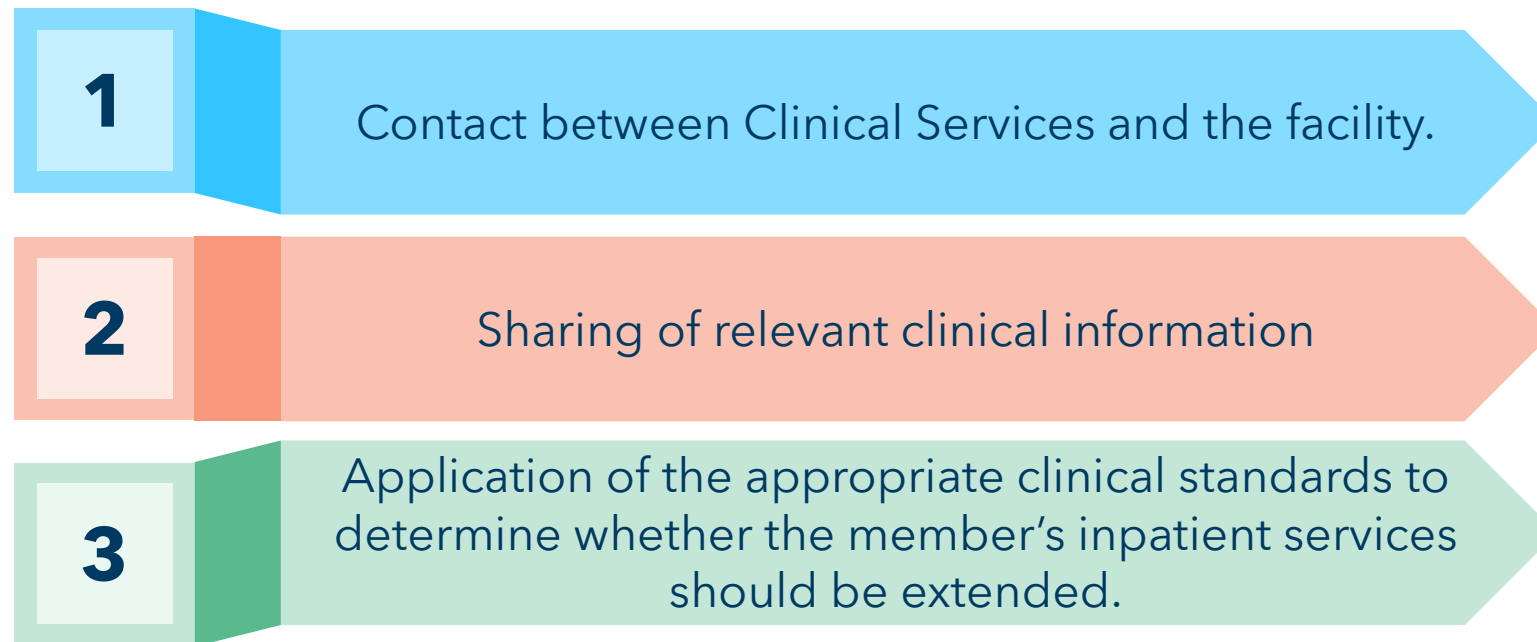 1
Contact between Clinical Services and the facility.
2
Sharing of relevant clinical information
3
Application of the appropriate clinical standards to
determine whether the member’s inpatient services
should be extended.